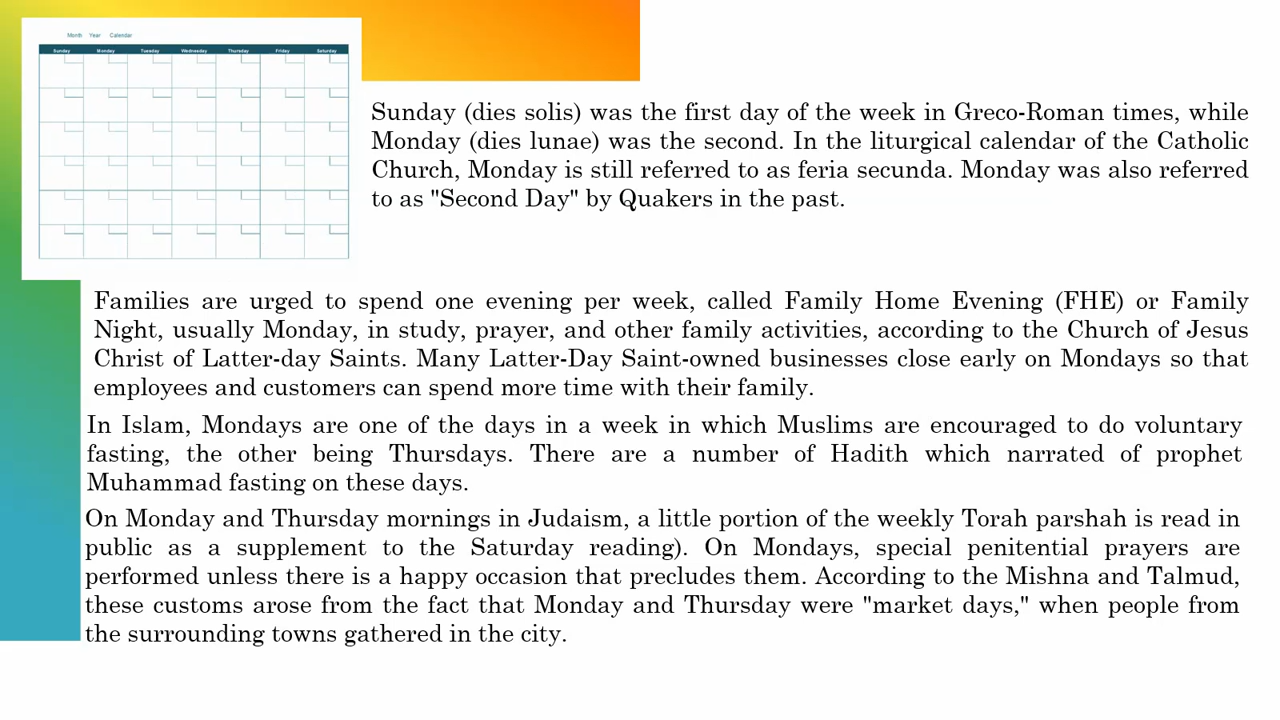 Month Year Calendar
Sunday Monday Tuesday Wednesday Thursday Friday Saturday
Sunday (dies solis) was the first day of the week in Greco-Roman times, while
Monday (dies lunae) was the second. In the liturgical calendar of the Catholic
Church, Monday is still referred to as feria secunda. Monday was also referred
to as "Second Day" by Quakers in the past.
Families are urged to spend one evening per week, called Family Home Evening (FHE) or Family
Night, usually Monday, in study, prayer, and other family activities, according to the Church of Jesus
Christ of Latter-day Saints. Many Latter-Day Saint-owned businesses close early on Mondays so that
employees and customers can spend more time with their family.
In Islam, Mondays are one of the days in a week in which Muslims are encouraged to do voluntary
fasting, the other being Thursdays. There are a number of Hadith which narrated of prophet
Muhammad fasting on these days.
On Monday and Thursday mornings in Judaism, a little portion of the weekly Torah parshah is read in
public as a supplement to the Saturday reading). On Mondays, special penitential prayers are
performed unless there is a happy occasion that precludes them. According to the Mishna and Talmud,
these customs arose from the fact that Monday and Thursday were "market days," when people from
the surrounding towns gathered in the city.